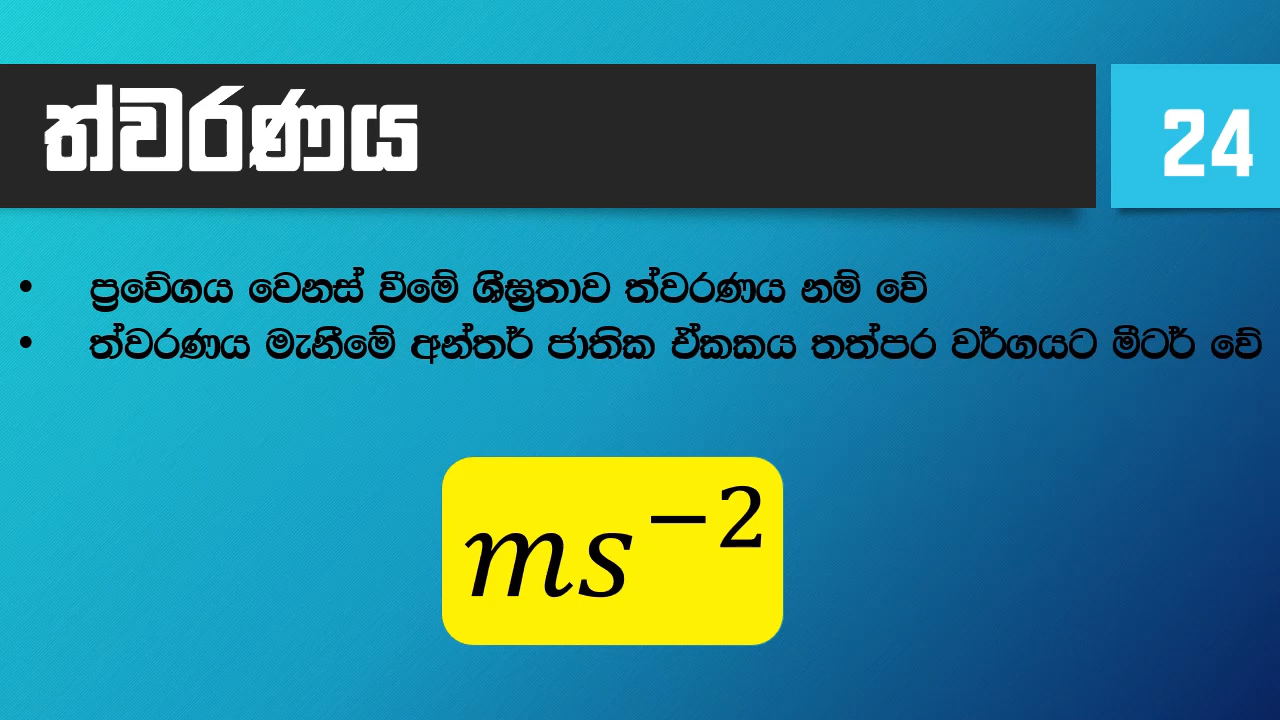 ත්වරණය
24
• ප්‍රවේගය වෙනස් වීමේ ශීඝ්‍රතාව ත්වරණය නම් වේ
• ත්වරණය මැනීමේ අන්තර් ජාතික ඒකකය තත්පර වර්ගයට මීටර් වේ
ms⁻²